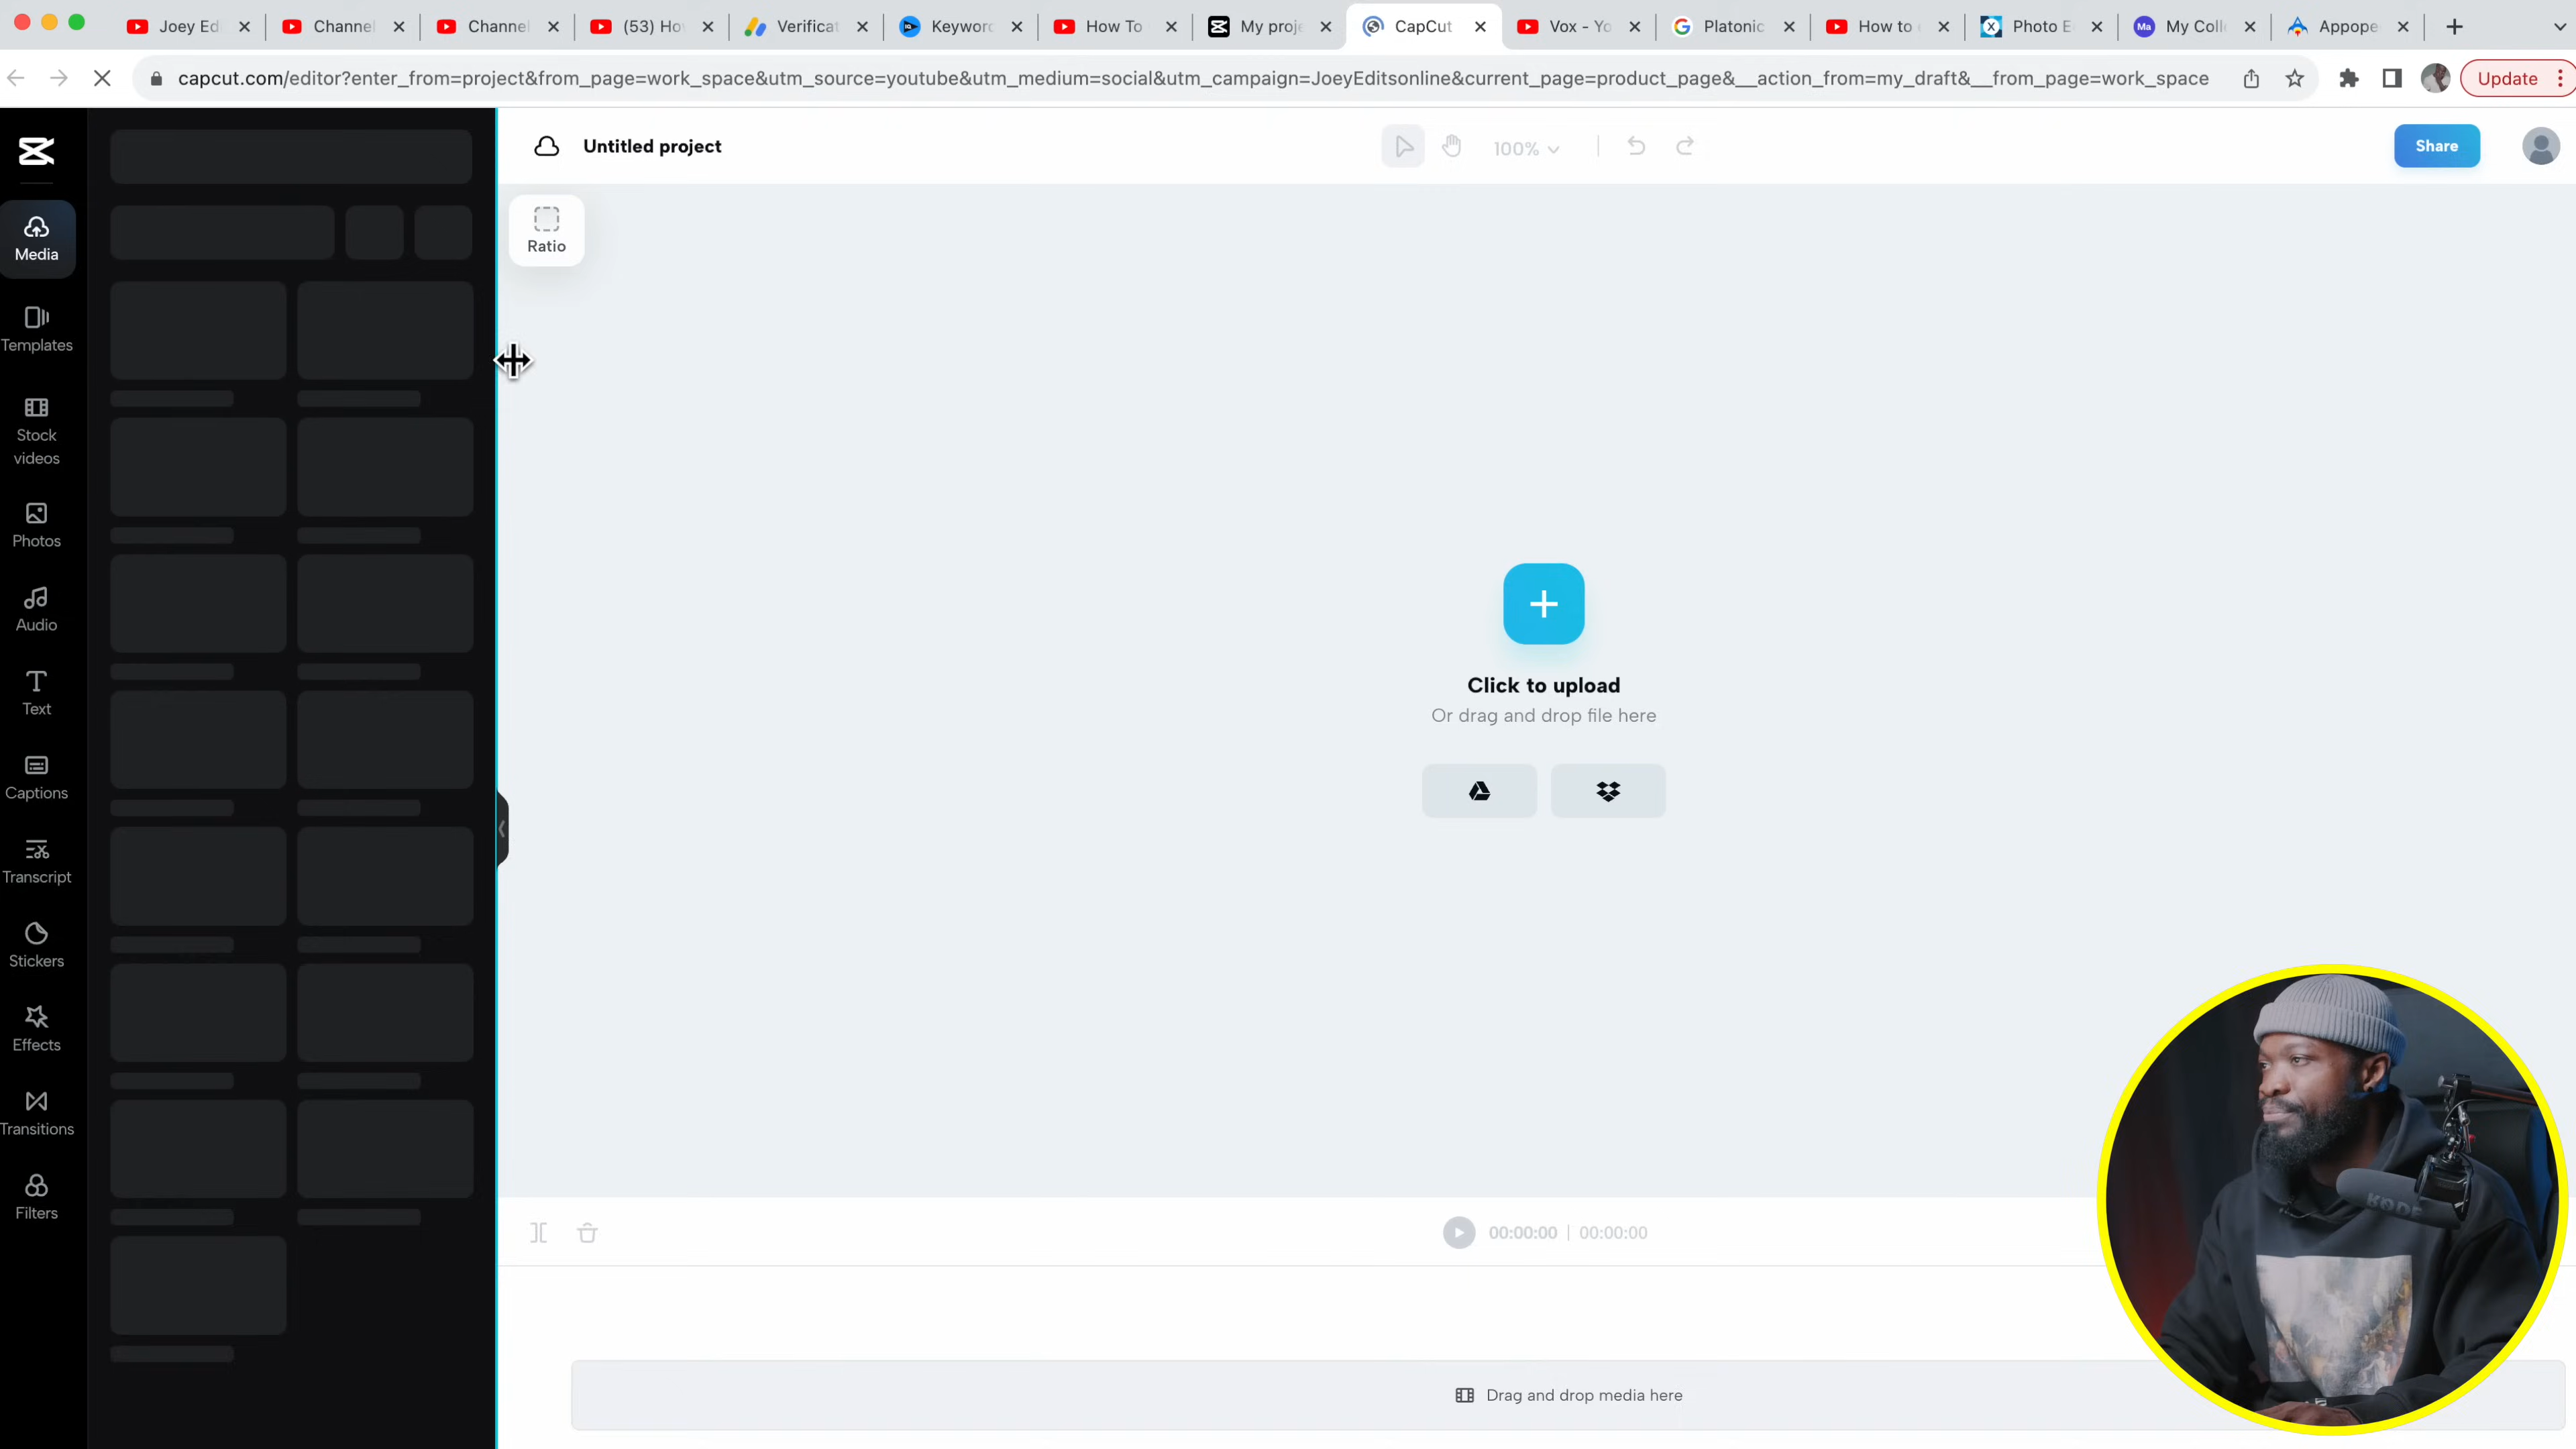 Joey Ed
Channel
Channel
(53) Ho
Verificat
Keyword
How To
My proje
CapCut
Vox - Yo
Platonic
How to
Photo E
Ma
My Coll
Appope
capcut.com/editor?enter_from=project&from_page=work_space&utm_source=youtube&utm_medium=social&utm_campaign=JoeyEditsonline&current_page=product_page&__action_from=my_draft&__from_page=work_space
Update
Untitled project
100%
Share
Media
Ratio
Templates
Stock
videos
Photos
Audio
Text
Captions
Transcript
Stickers
Effects
Transitions
Filters
Click to upload
Or drag and drop file here
00:00:00 | 00:00:00
Drag and drop media here
RODE